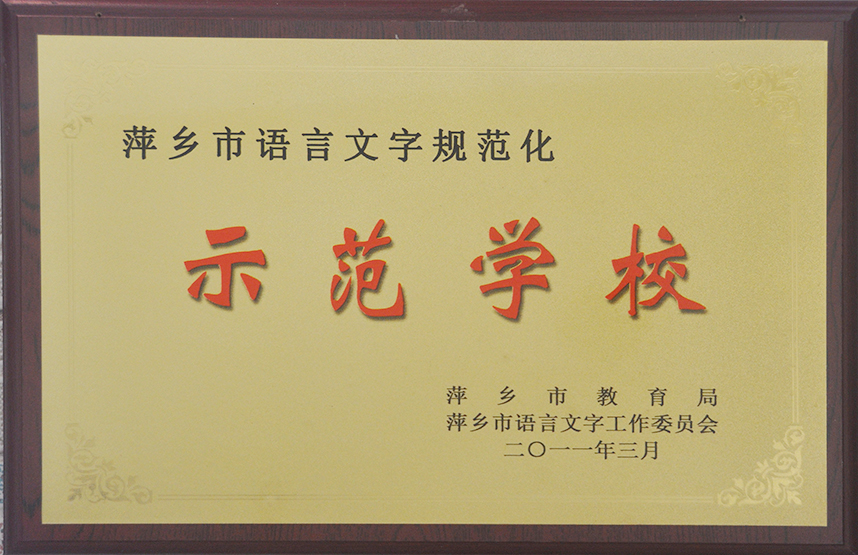 萍乡市语言文字规范化
示范学校
萍乡市教育局
萍乡市语言文字工作委员会
二〇一一年三月